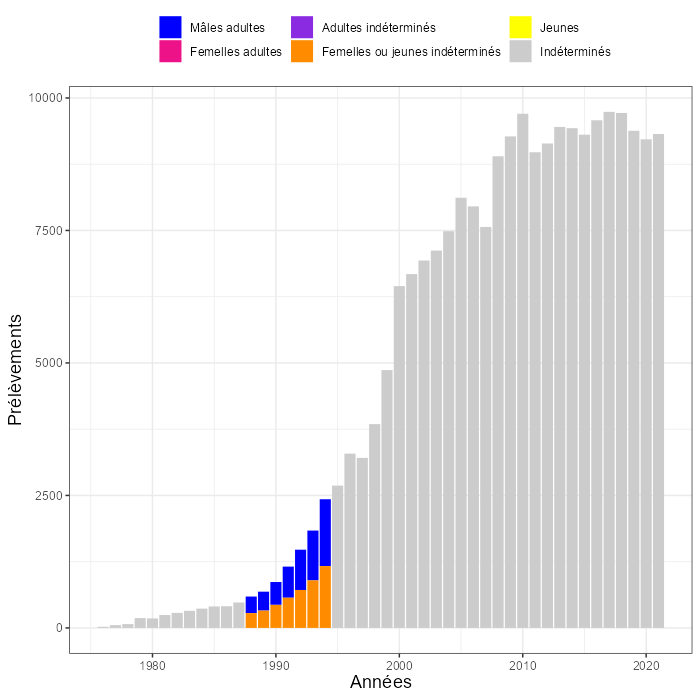 Mâles adultes Adultes indéterminés Jeunes
Femelles adultes Femelles ou jeunes indéterminés Indéterminés
10000
7500
5000
2500
0
Prélèvements
1980 1990 2000 2010 2020
Années